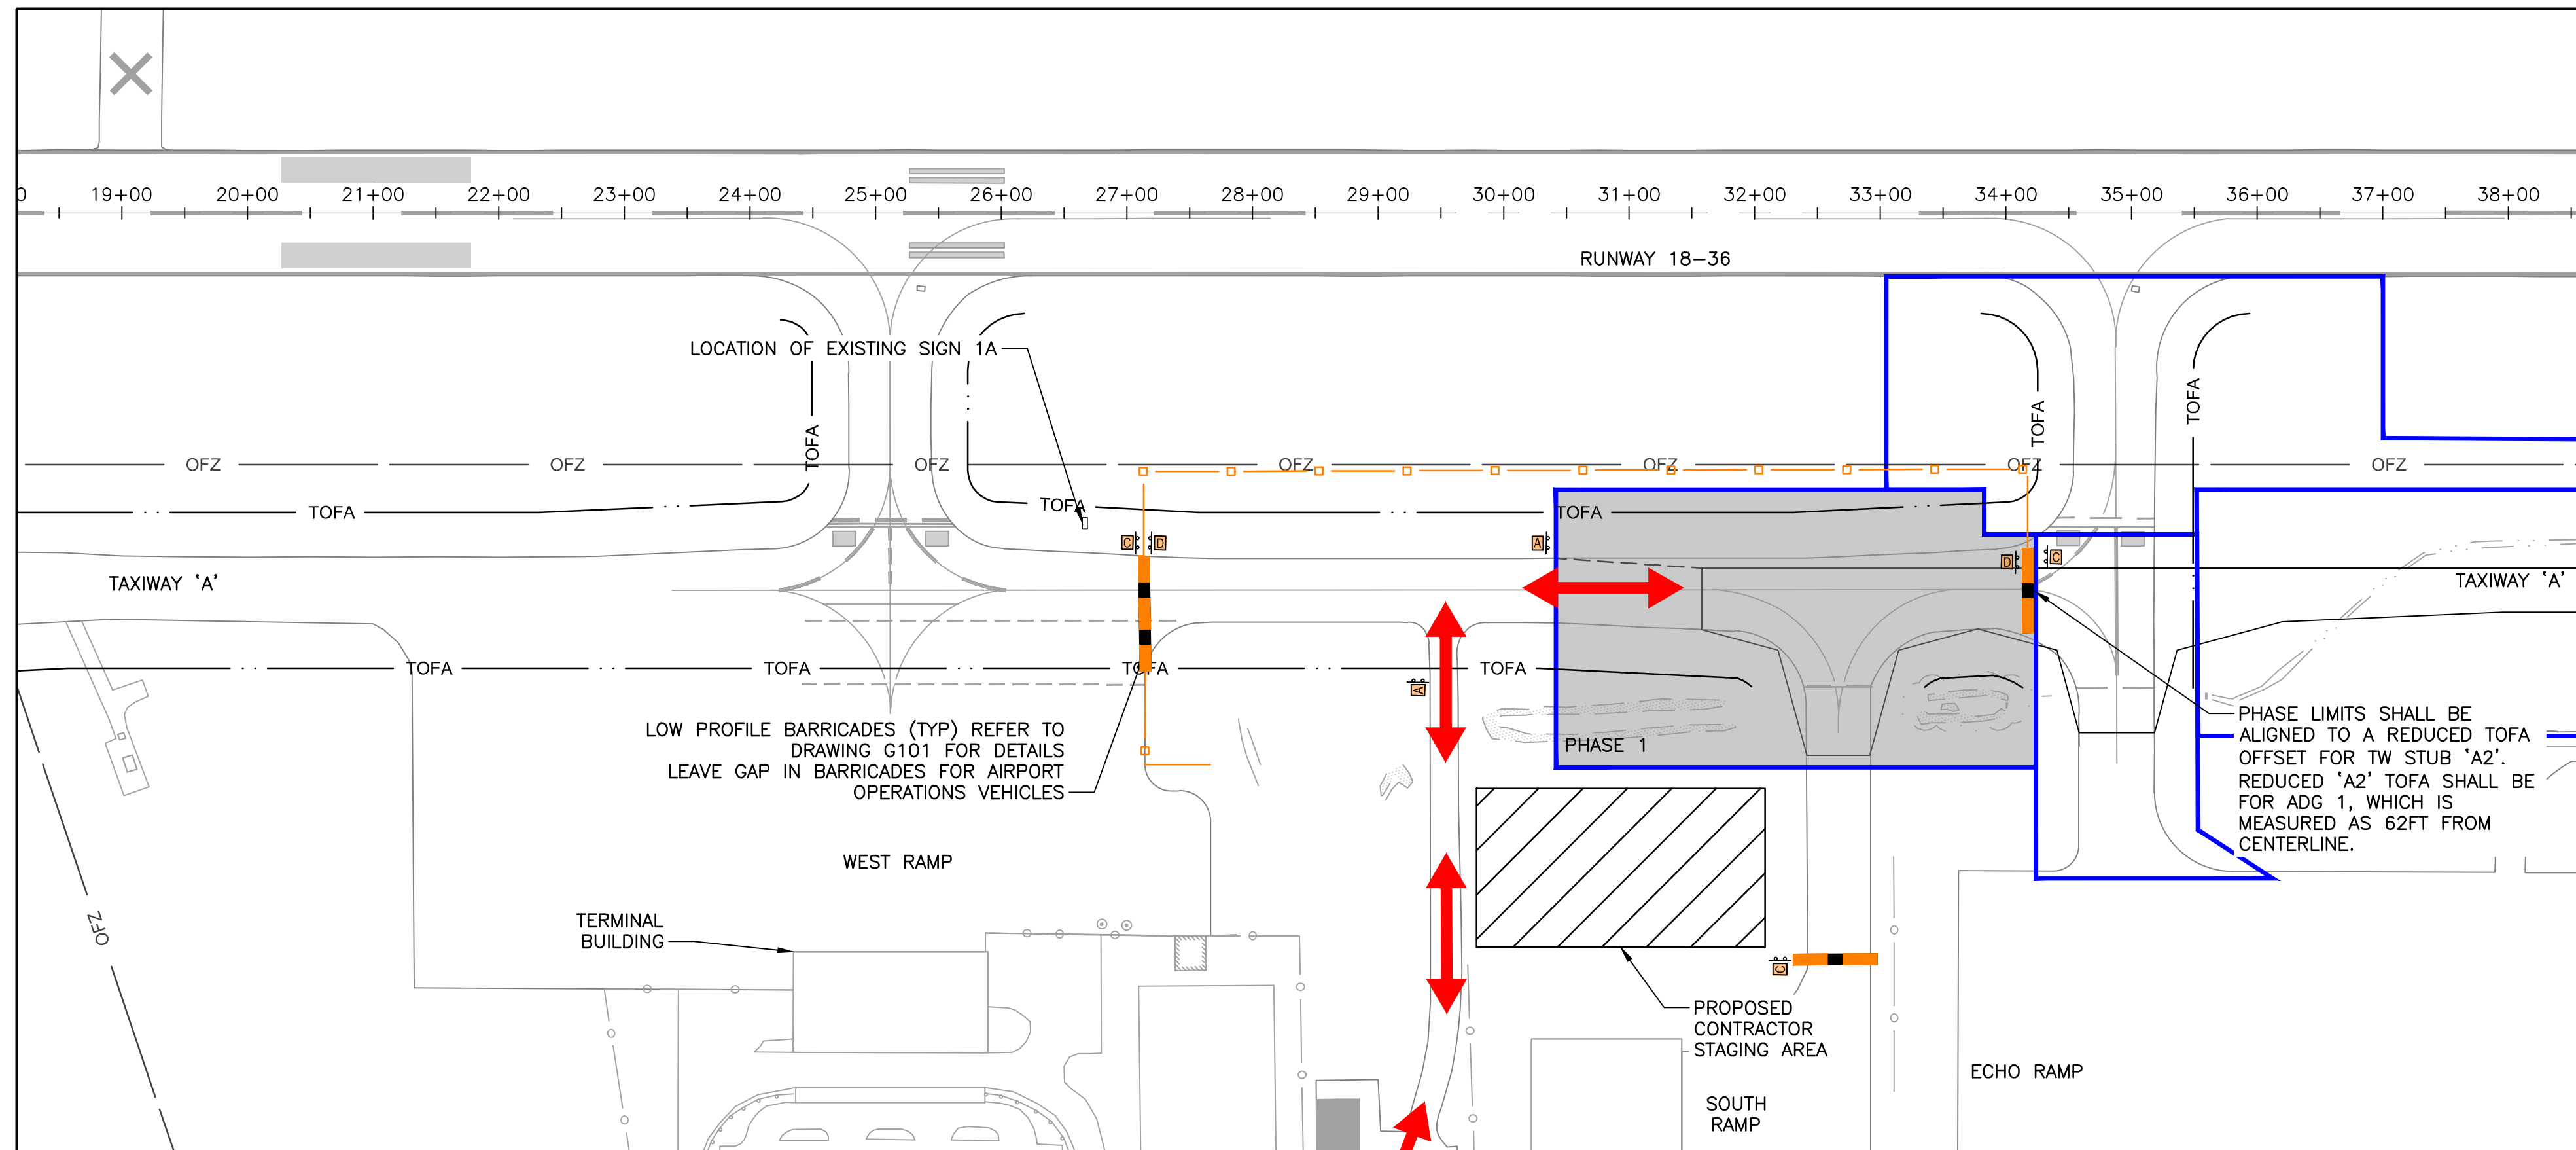 0 19+00 20+00 21+00 22+00 23+00 24+00 25+00 26+00 27+00 28+00 29+00 30+00 31+00 32+00 33+00 34+00 35+00 36+00 37+00 38+00
RUNWAY 18-36
LOCATION OF EXISTING SIGN 1A
TOFA
TOFA
TOFA
OFZ OFZ OFZ OFZ OFZ OFZ OFZ
TOFA TOFA TOFA
C D A D C
TAXIWAY 'A'
TAXIWAY 'A'
TOFA TOFA TOFA TOFA
A
LOW PROFILE BARRICADES (TYP) REFER TO
DRAWING G101 FOR DETAILS
LEAVE GAP IN BARRICADES FOR AIRPORT
OPERATIONS VEHICLES
PHASE 1
PHASE LIMITS SHALL BE
ALIGNED TO A REDUCED TOFA
OFFSET FOR TW STUB 'A2'.
REDUCED 'A2' TOFA SHALL BE
FOR ADG 1, WHICH IS
MEASURED AS 62FT FROM
CENTERLINE.
WEST RAMP
OFZ
TERMINAL
BUILDING
C
PROPOSED
CONTRACTOR
STAGING AREA
ECHO RAMP
SOUTH
RAMP